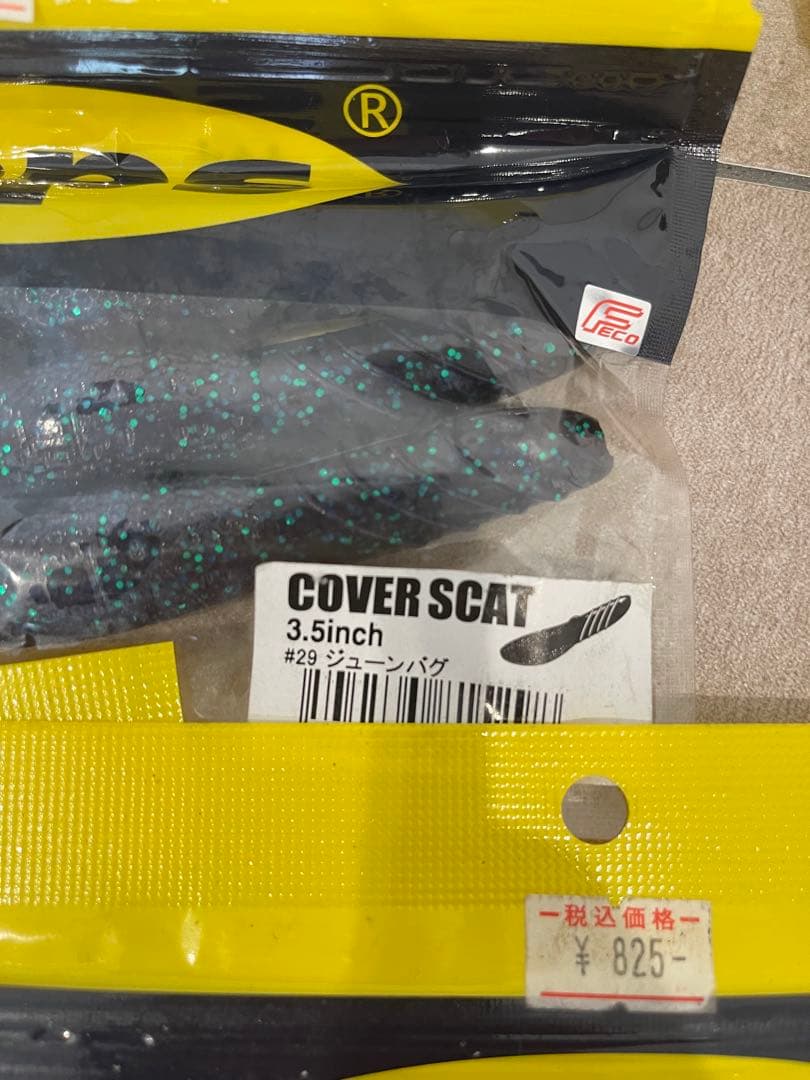 ®
FECO
COVER SCAT
3.5inch
#29 ジューンバグ
税込価格
¥ 825-